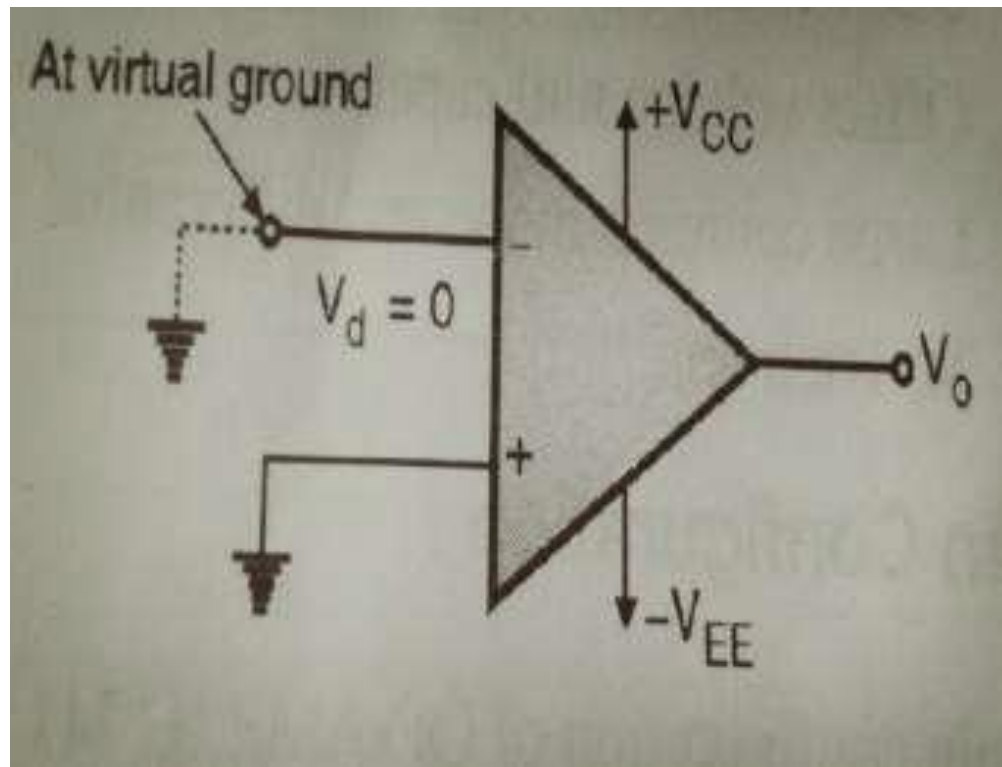 At virtual ground
+VCC
–
Vd = 0
Vo
+
–VEE